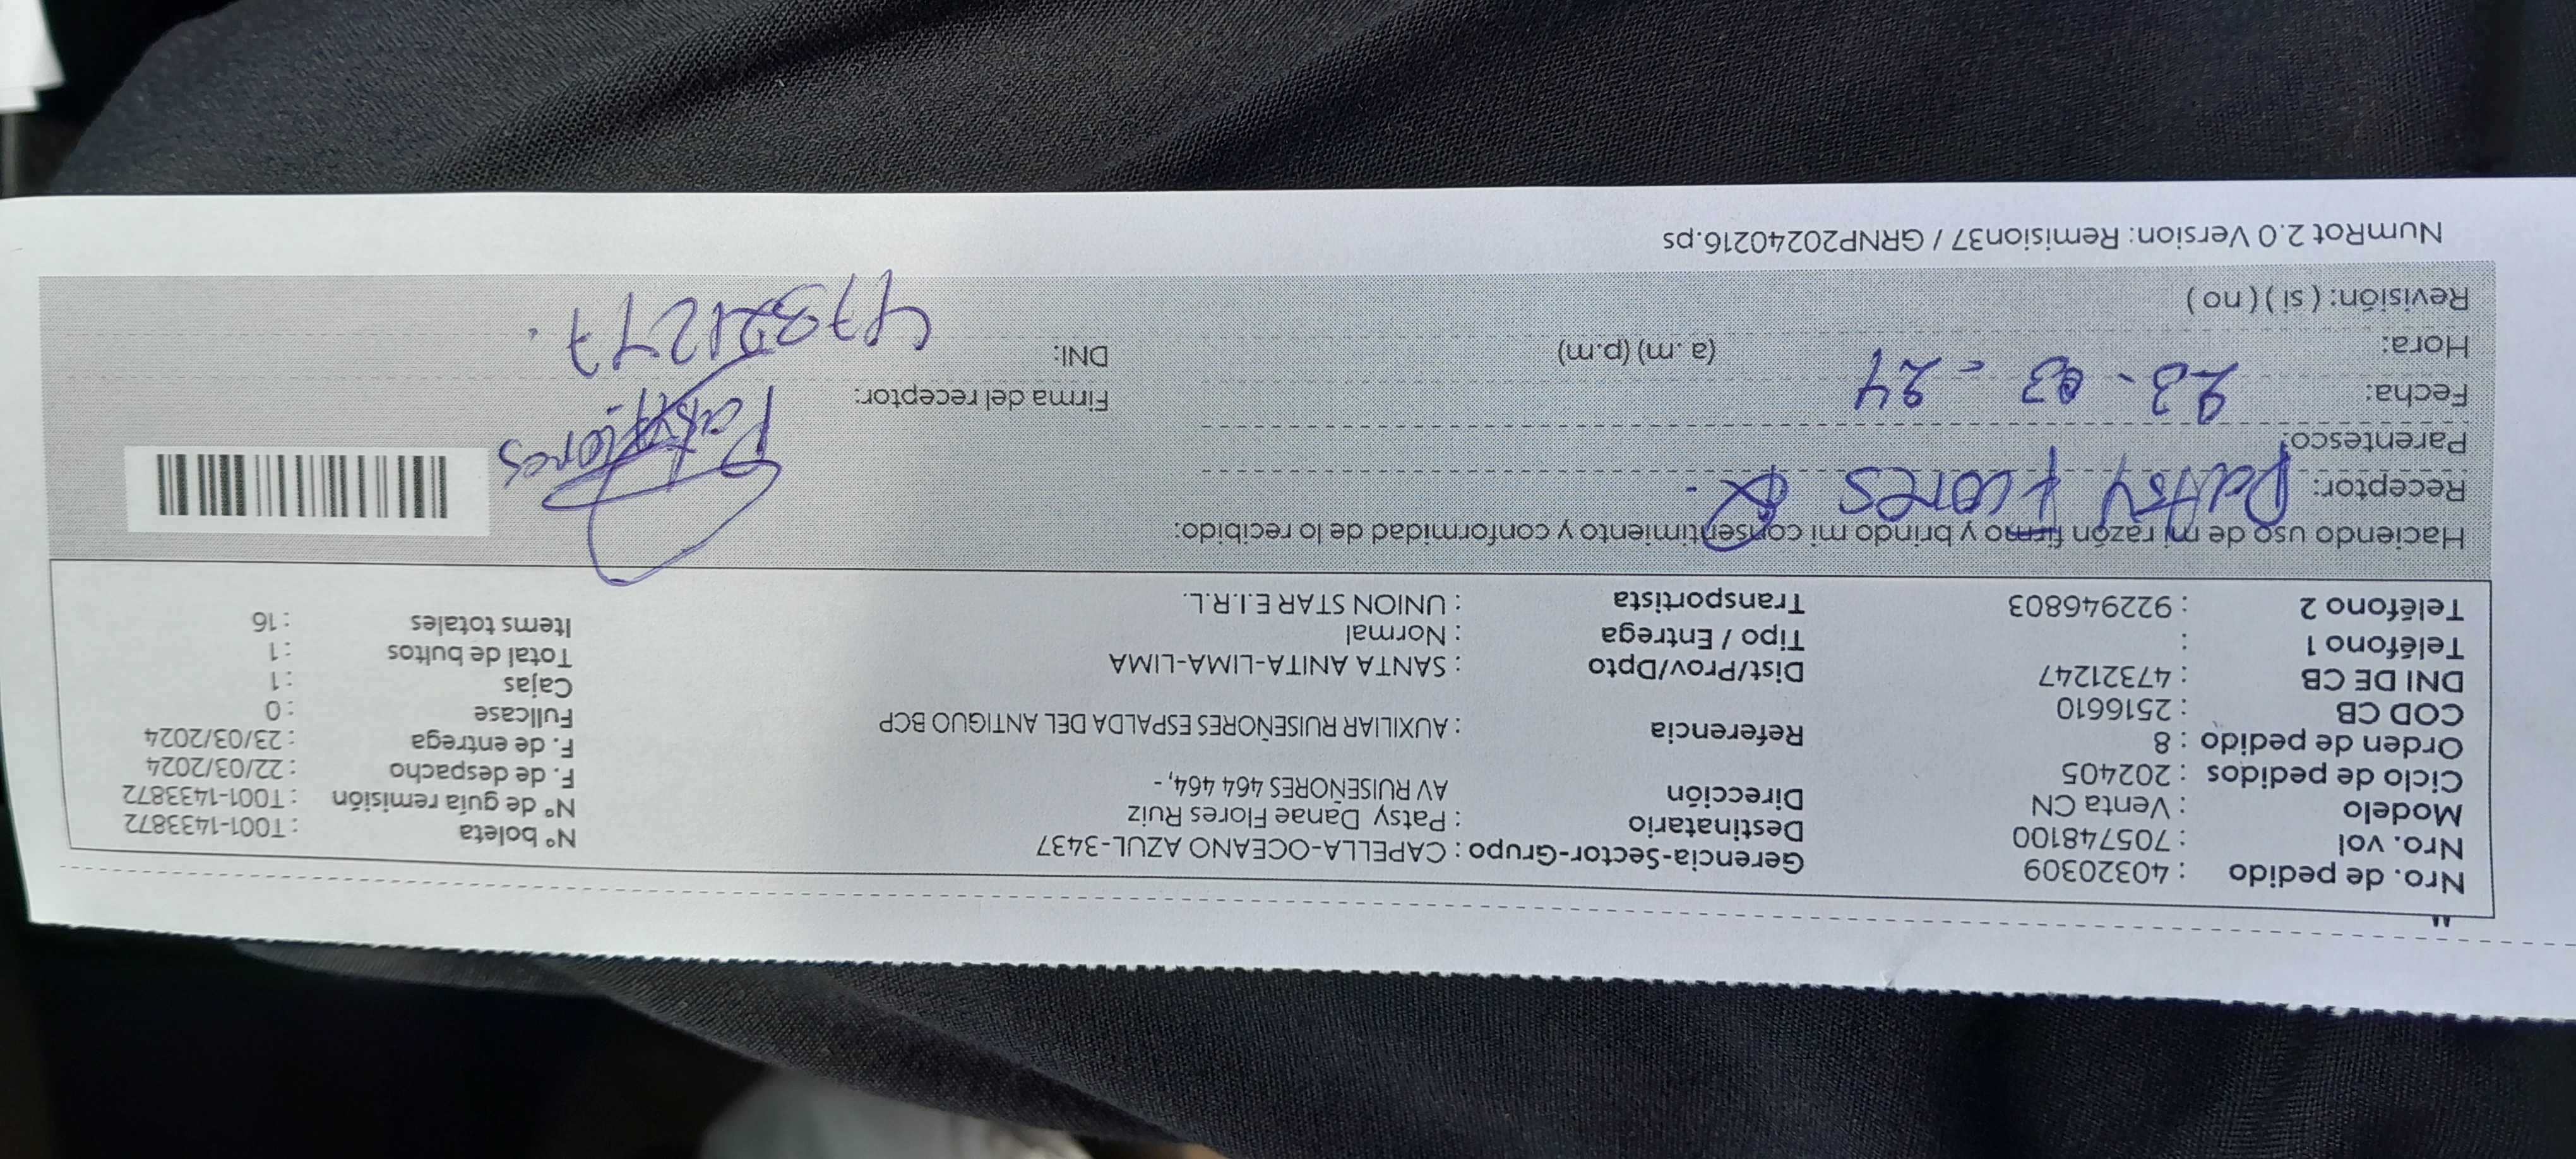 Nro. de pedido : 40320309 Gerencia-Sector-Grupo : CAPELLA-OCEANO AZUL-3437 N° boleta : T001-1433872
Nro. vol : 705748100 Destinatario : Patsy Danae Flores Ruiz N° de guía remisión : T001-1433872
Modelo : Venta CN Dirección AV RUISEÑORES 464 464, - F. de despacho : 22/03/2024
Ciclo de pedidos : 202405 F. de entrega : 23/03/2024
Orden de pedido : 8 Referencia : AUXILIAR RUISEÑORES ESPALDA DEL ANTIGUO BCP Fullcase : 0
COD CB : 2516610 Cajas : 1
DNI DE CB : 47321247 Dist/Prov/Dpto : SANTA ANITA-LIMA-LIMA Total de bultos : 1
Teléfono 1 : Tipo / Entrega : Normal Items totales : 16
Teléfono 2 : 922946803 Transportista : UNION STAR E.I.R.L.
Haciendo uso de mi razón firmo y brindo mi consentimiento y conformidad de lo recibido:
Receptor: Patsy Flores R.
Parentesco:
Fecha: 23-03-24 Firma del receptor: Patsy Flores
Hora: (a.m) (p.m) DNI: 47321247.
Revisión: ( si ) ( no )
NumRot 2.0 Version: Remision37 / GRNP20240216.ps